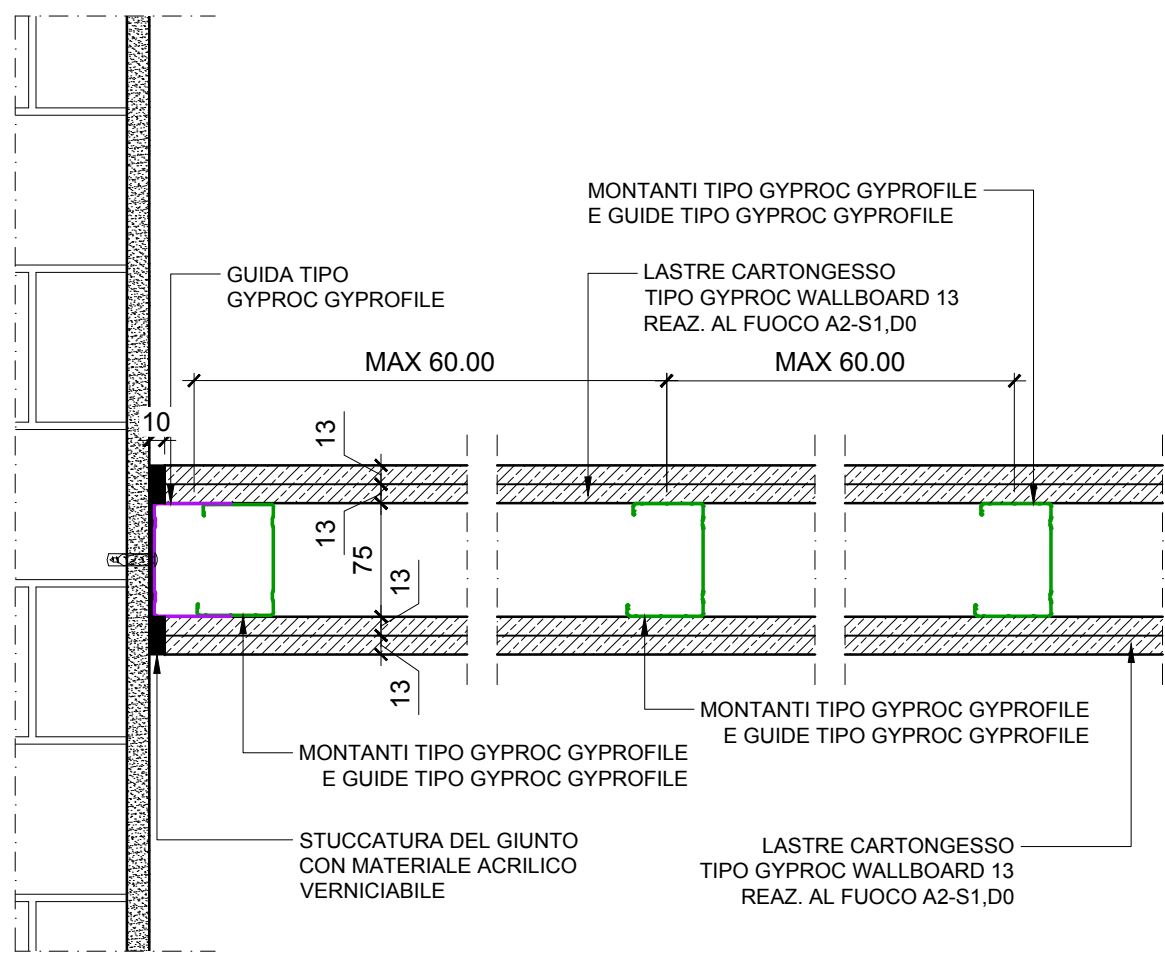 MONTANTI TIPO GYPROC GYPROFILE
E GUIDE TIPO GYPROC GYPROFILE
GUIDA TIPO
GYPROC GYPROFILE
LASTRE CARTONGESSO
TIPO GYPROC WALLBOARD 13
REAZ. AL FUOCO A2-S1,D0
MAX 60.00
MAX 60.00
10
13
13
75
13
13
MONTANTI TIPO GYPROC GYPROFILE
E GUIDE TIPO GYPROC GYPROFILE
MONTANTI TIPO GYPROC GYPROFILE
E GUIDE TIPO GYPROC GYPROFILE
STUCCATURA DEL GIUNTO
CON MATERIALE ACRILICO
VERNICIABILE
LASTRE CARTONGESSO
TIPO GYPROC WALLBOARD 13
REAZ. AL FUOCO A2-S1,D0